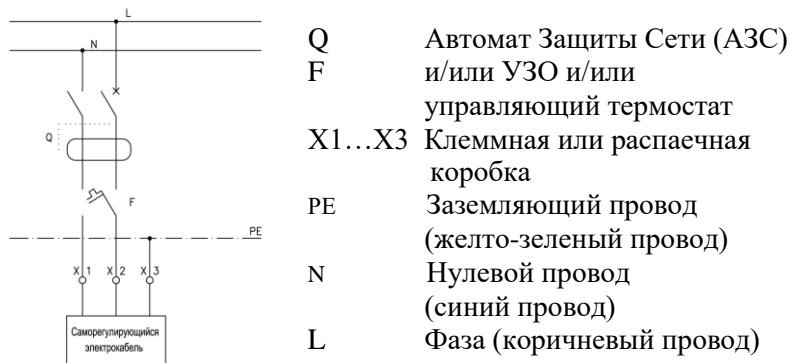 L
N
Q
F
PE
X 1 X 2 X 3
Саморегулирующийся
электрокабель
Q Автомат Защиты Сети (АЗС)
F и/или УЗО и/или
управляющий термостат
X1…X3 Клеммная или распаечная
коробка
PE Заземляющий провод
(желто-зеленый провод)
N Нулевой провод
(синий провод)
L Фаза (коричневый провод)